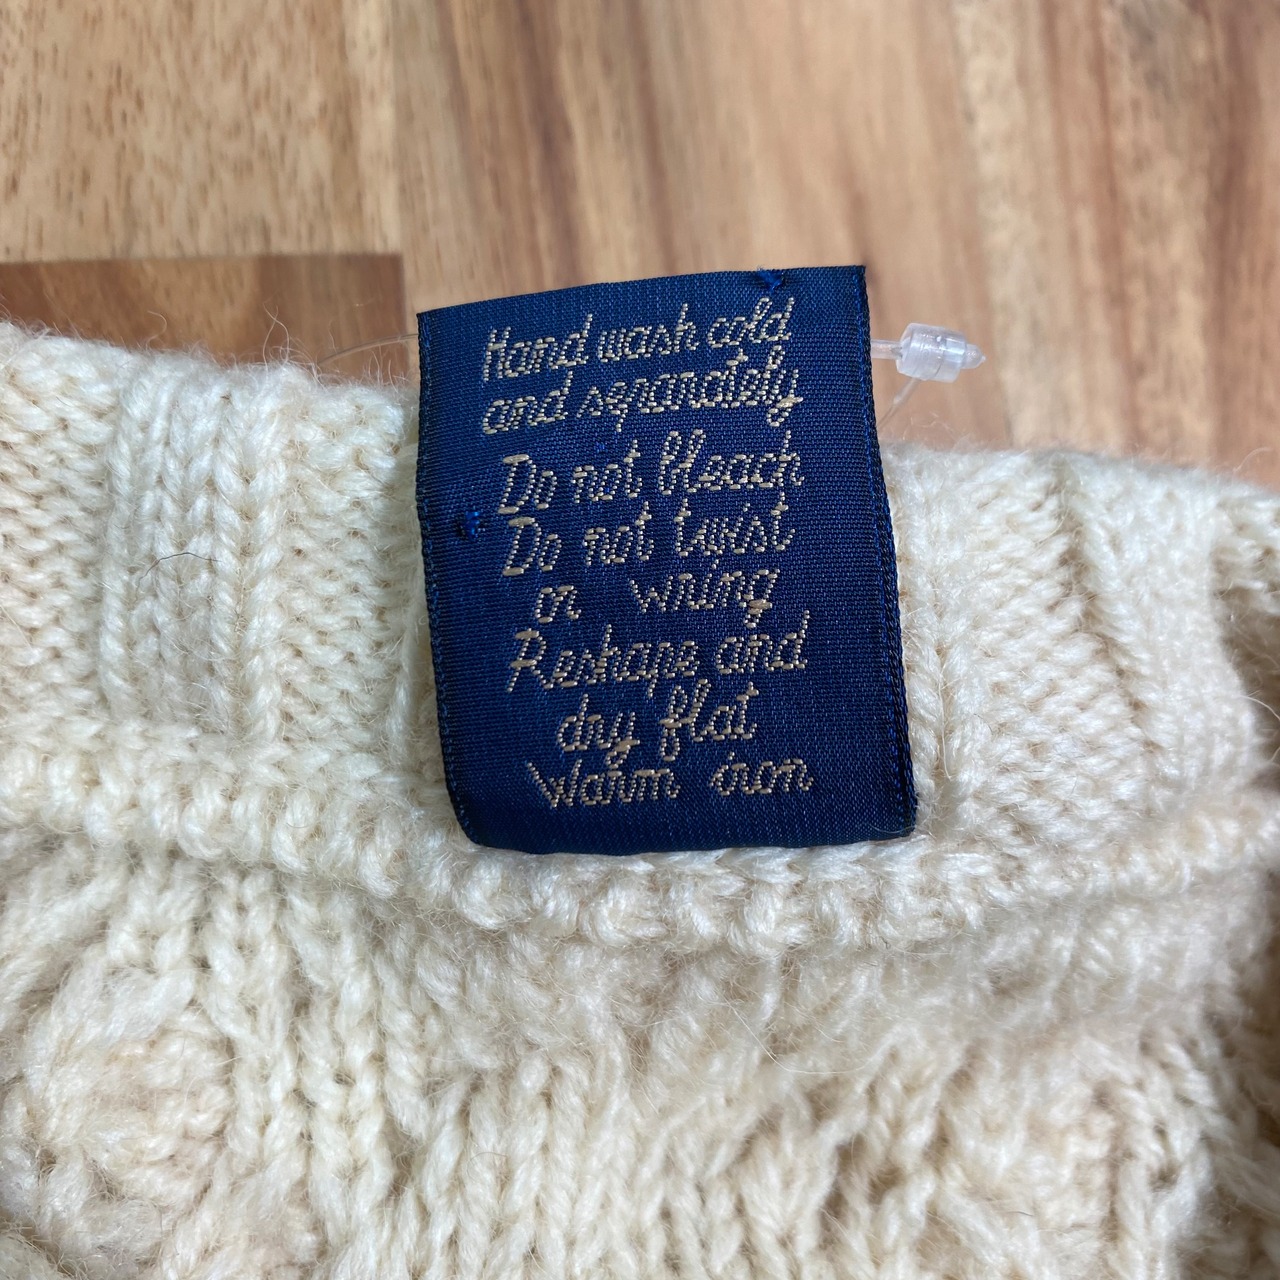 Hand wash cold
and separately
Do not bleach
Do not twist
or wring
Reshape and
dry flat
Warm iron